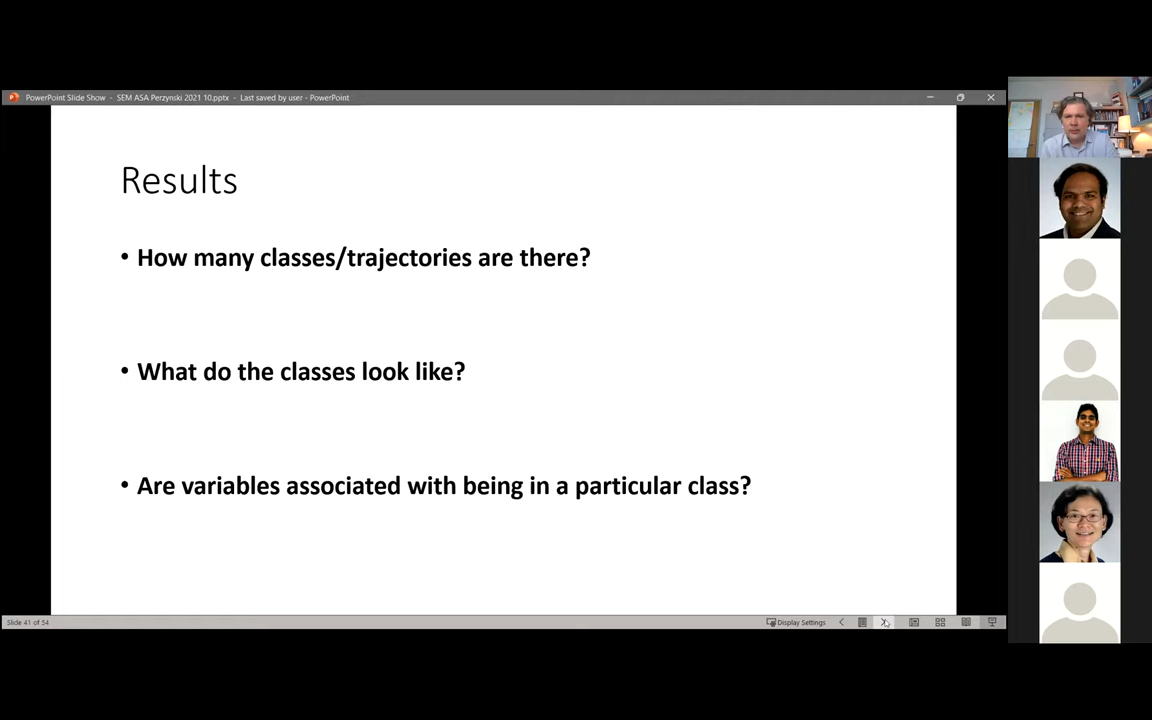 PowerPoint Slide Show - SEM ASA Perzynski 2021 10.pptx - Last saved by user - PowerPoint
Results
• How many classes/trajectories are there?
• What do the classes look like?
• Are variables associated with being in a particular class?
Slide 41 of 54
Display Settings